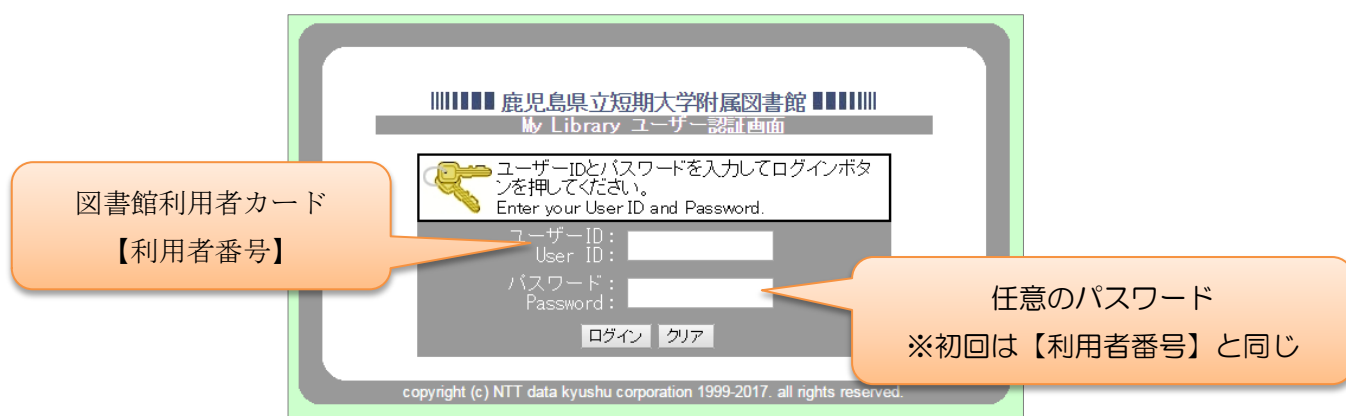 鹿児島県立短期大学附属図書館
My Library ユーザー認証画面
ユーザーIDとパスワードを入力してログインボタ
ンを押してください。
Enter your User ID and Password.
図書館利用者カード
【利用者番号】
ユーザーID:
User ID:
パスワード:
Password:
任意のパスワード
※初回は【利用者番号】と同じ
ログイン クリア
copyright (c) NTT data kyushu corporation 1999-2017. all rights reserved.